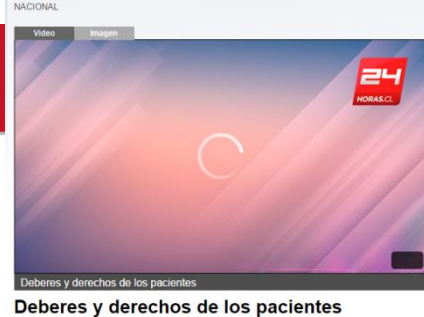 NACIONAL
Video
Imagen
24
HORAS.CL
Deberes y derechos de los pacientes
Deberes y derechos de los pacientes